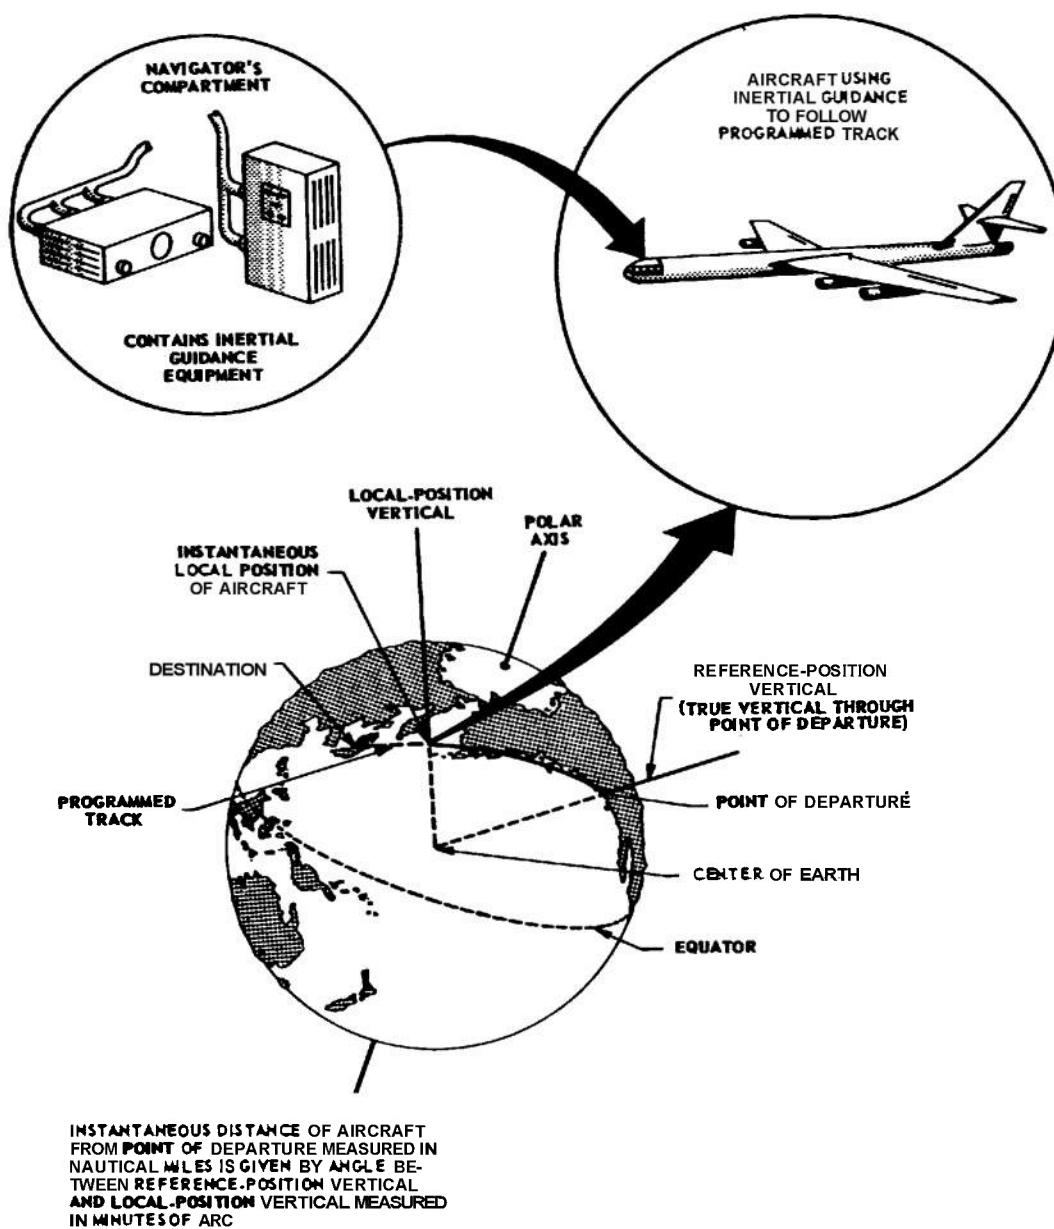 NAVIGATOR'S
COMPARTMENT
CONTAINS INERTIAL
GUIDANCE
EQUIPMENT
AIRCRAFT USING
INERTIAL GUIDANCE
TO FOLLOW
PROGRAMMED TRACK
LOCAL-POSITION
VERTICAL
POLAR
AXIS
INSTANTANEOUS
LOCAL POSITION
OF AIRCRAFT
DESTINATION
REFERENCE-POSITION
VERTICAL
(TRUE VERTICAL THROUGH
POINT OF DEPARTURE)
PROGRAMMED
TRACK
POINT OF DEPARTURE
CENTER OF EARTH
EQUATOR
INSTANTANEOUS DISTANCE OF AIRCRAFT
FROM POINT OF DEPARTURE MEASURED IN
NAUTICAL MILES IS GIVEN BY ANGLE BE-
TWEEN REFERENCE-POSITION VERTICAL
AND LOCAL-POSITION VERTICAL MEASURED
IN MINUTES OF ARC